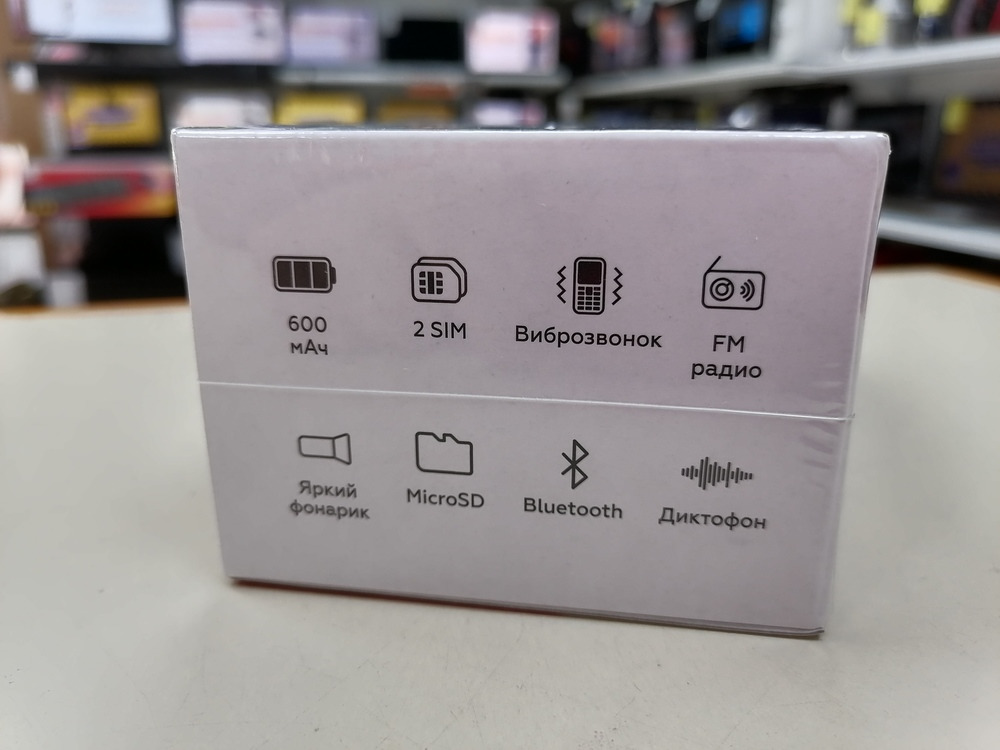 600
мАч
2 SIM
Виброзвонок
FM
радио
Яркий
фонарик
MicroSD
Bluetooth
Диктофон